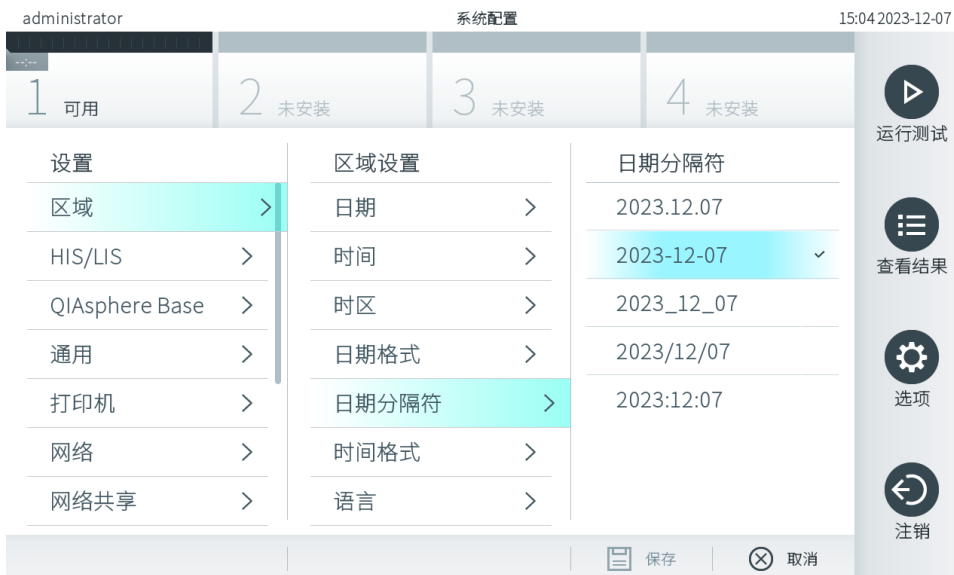 administrator 系统配置 15:04 2023-12-07
--:--
1 可用 2 未安装 3 未安装 4 未安装
运行测试
设置 区域设置 日期分隔符
区域 日期 2023.12.07
HIS/LIS 时间 2023-12-07
查看结果
QIAsphere Base 时区 2023_12_07
通用 日期格式 2023/12/07
打印机 日期分隔符 2023:12:07
选项
网络 时间格式
网络共享 语言
注销
保存 取消